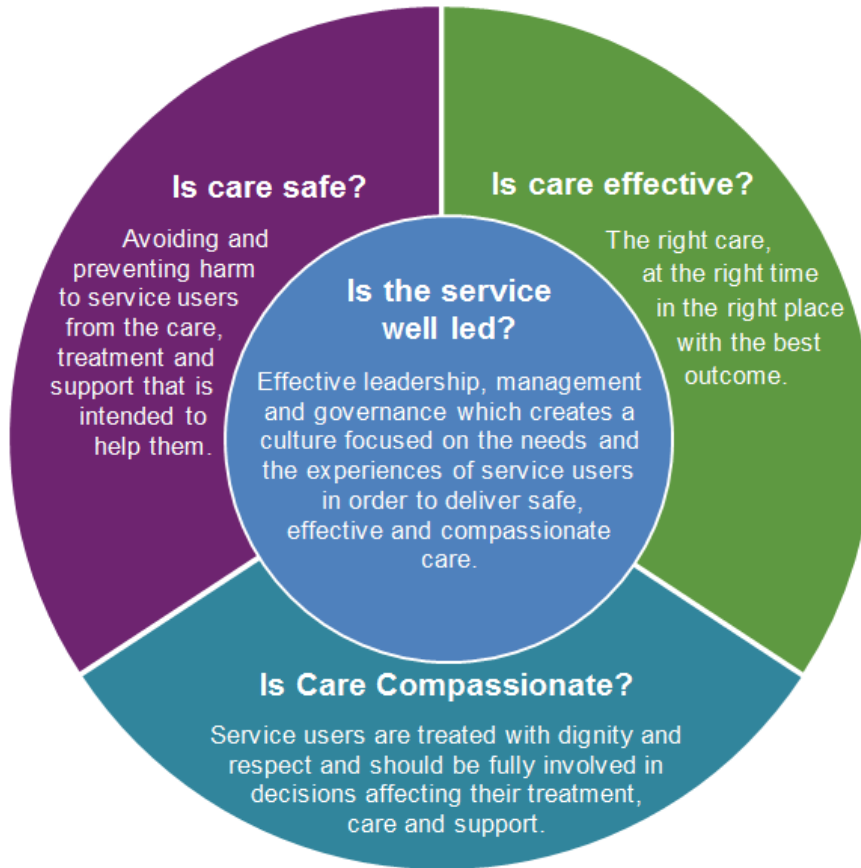 Is care safe?
Avoiding and
preventing harm
to service users
from the care,
treatment and
support that is
intended to
help them.
Is care effective?
The right care,
at the right time
in the right place
with the best
outcome.
Is the service
well led?
Effective leadership, management
and governance which creates a
culture focused on the needs and
the experiences of service users
in order to deliver safe,
effective and compassionate
care.
Is Care Compassionate?
Service users are treated with dignity and
respect and should be fully involved in
decisions affecting their treatment,
care and support.